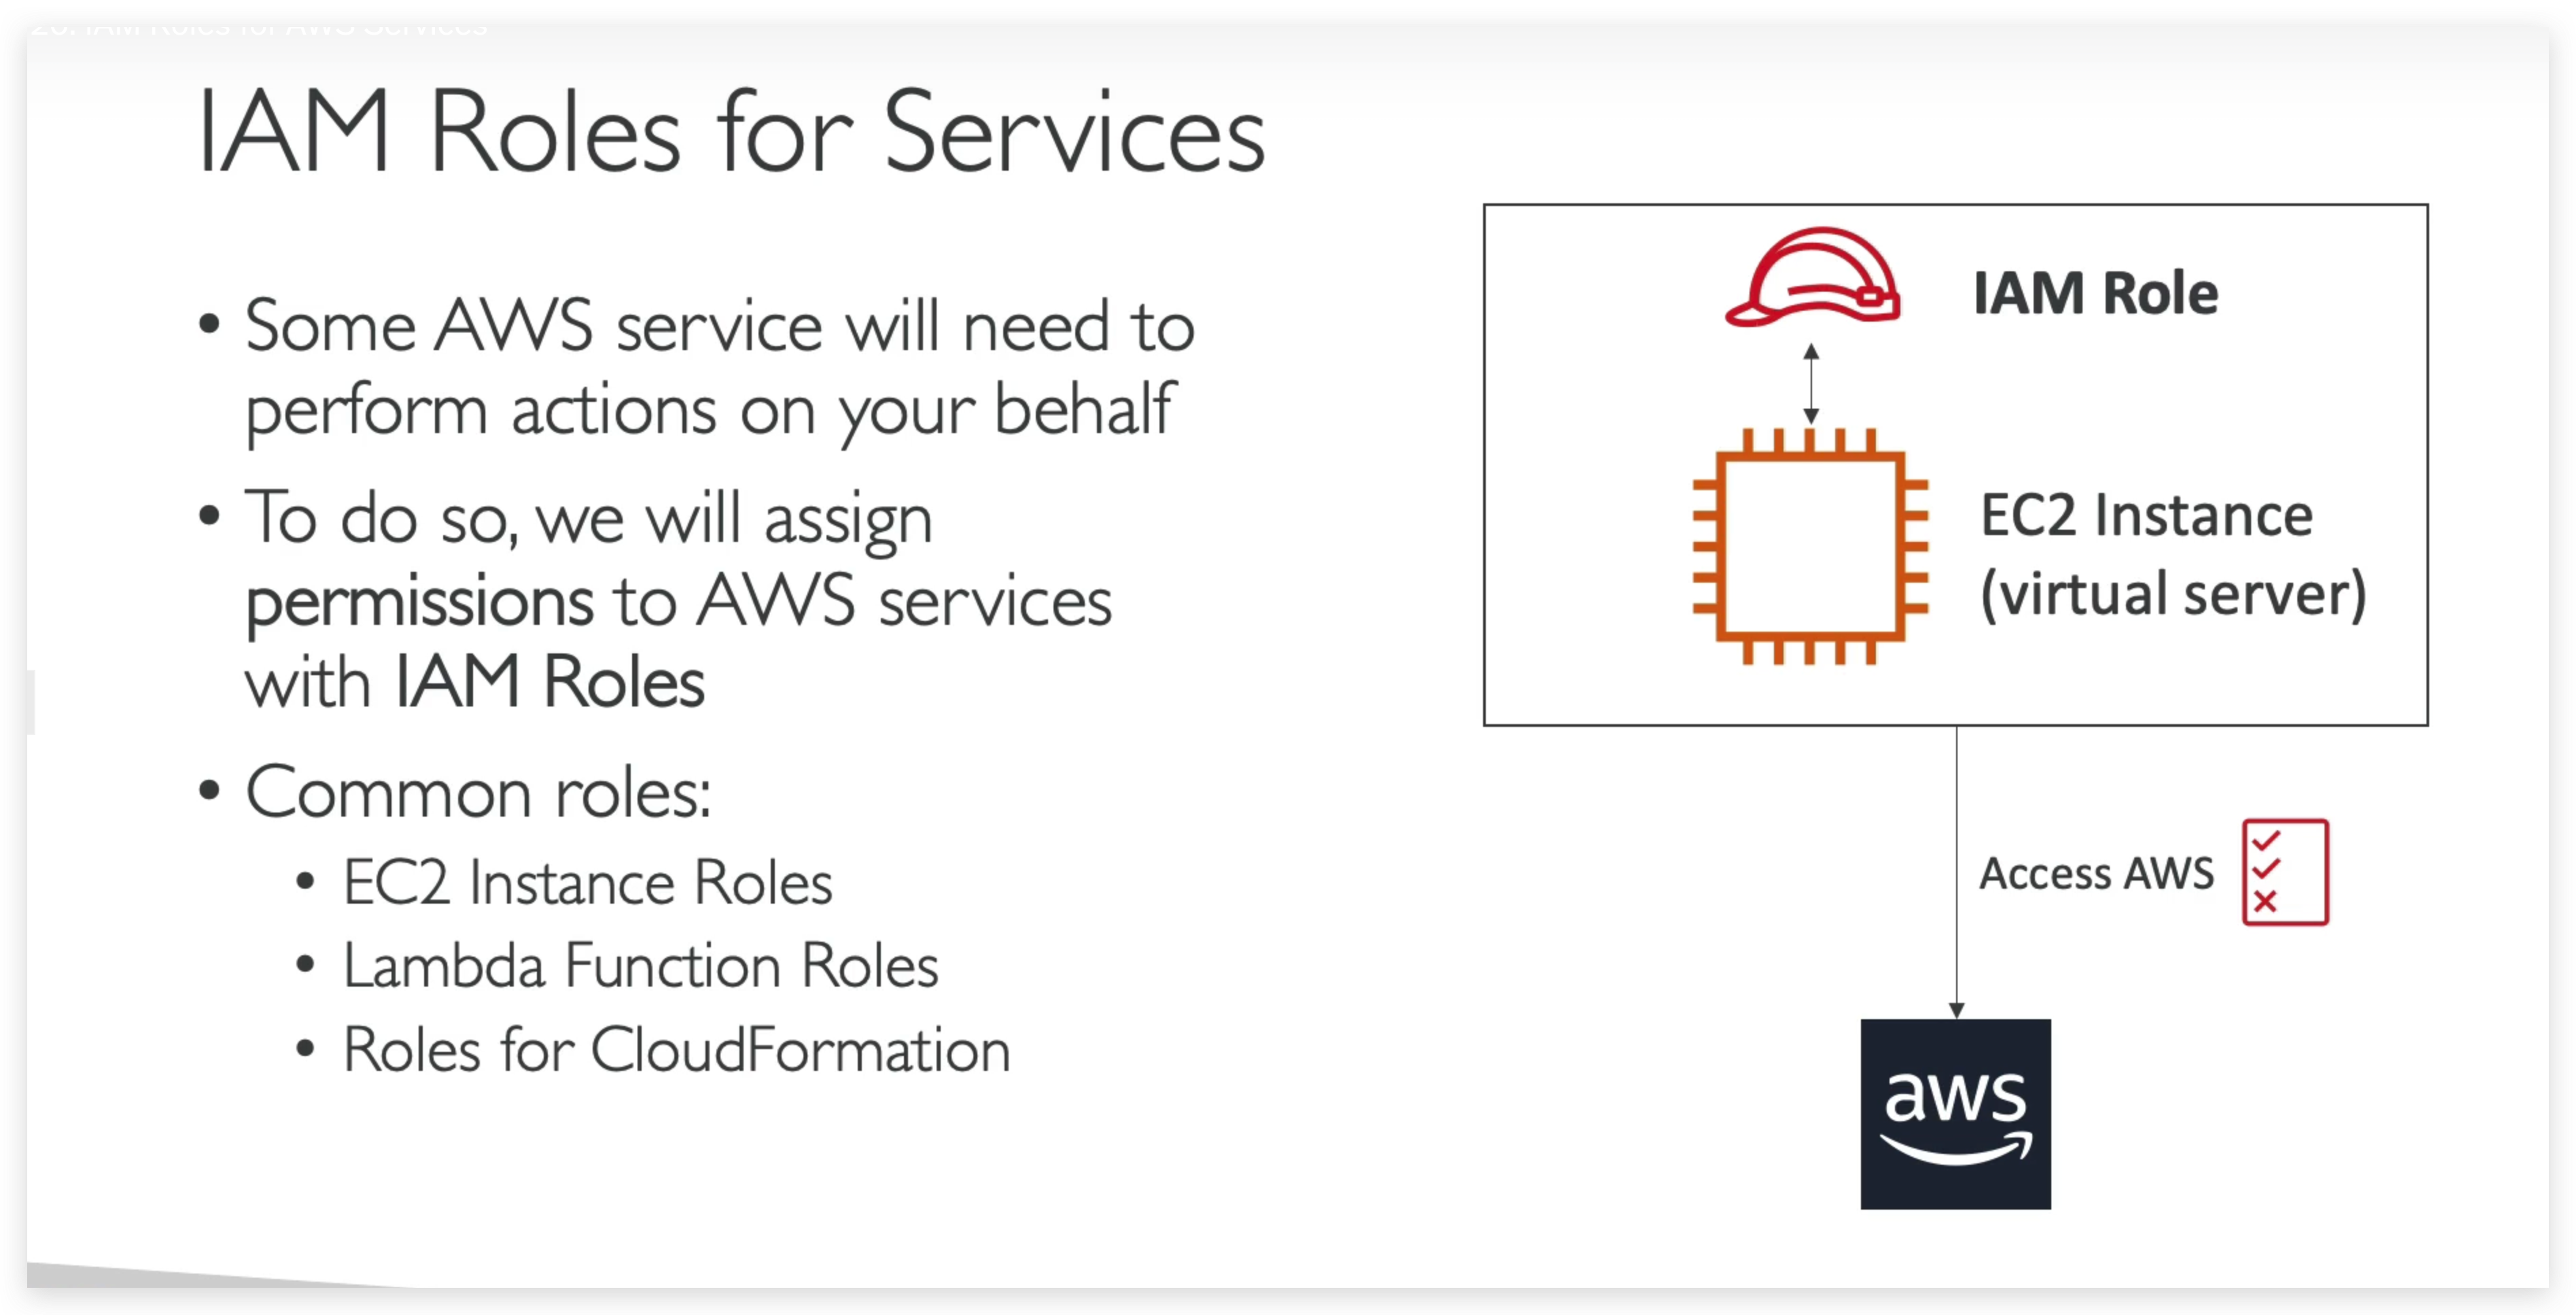 IAM Roles for Services
• Some AWS service will need to
perform actions on your behalf
• To do so, we will assign
permissions to AWS services
with IAM Roles
• Common roles:
• EC2 Instance Roles
• Lambda Function Roles
• Roles for CloudFormation
IAM Role
EC2 Instance
(virtual server)
Access AWS
aws